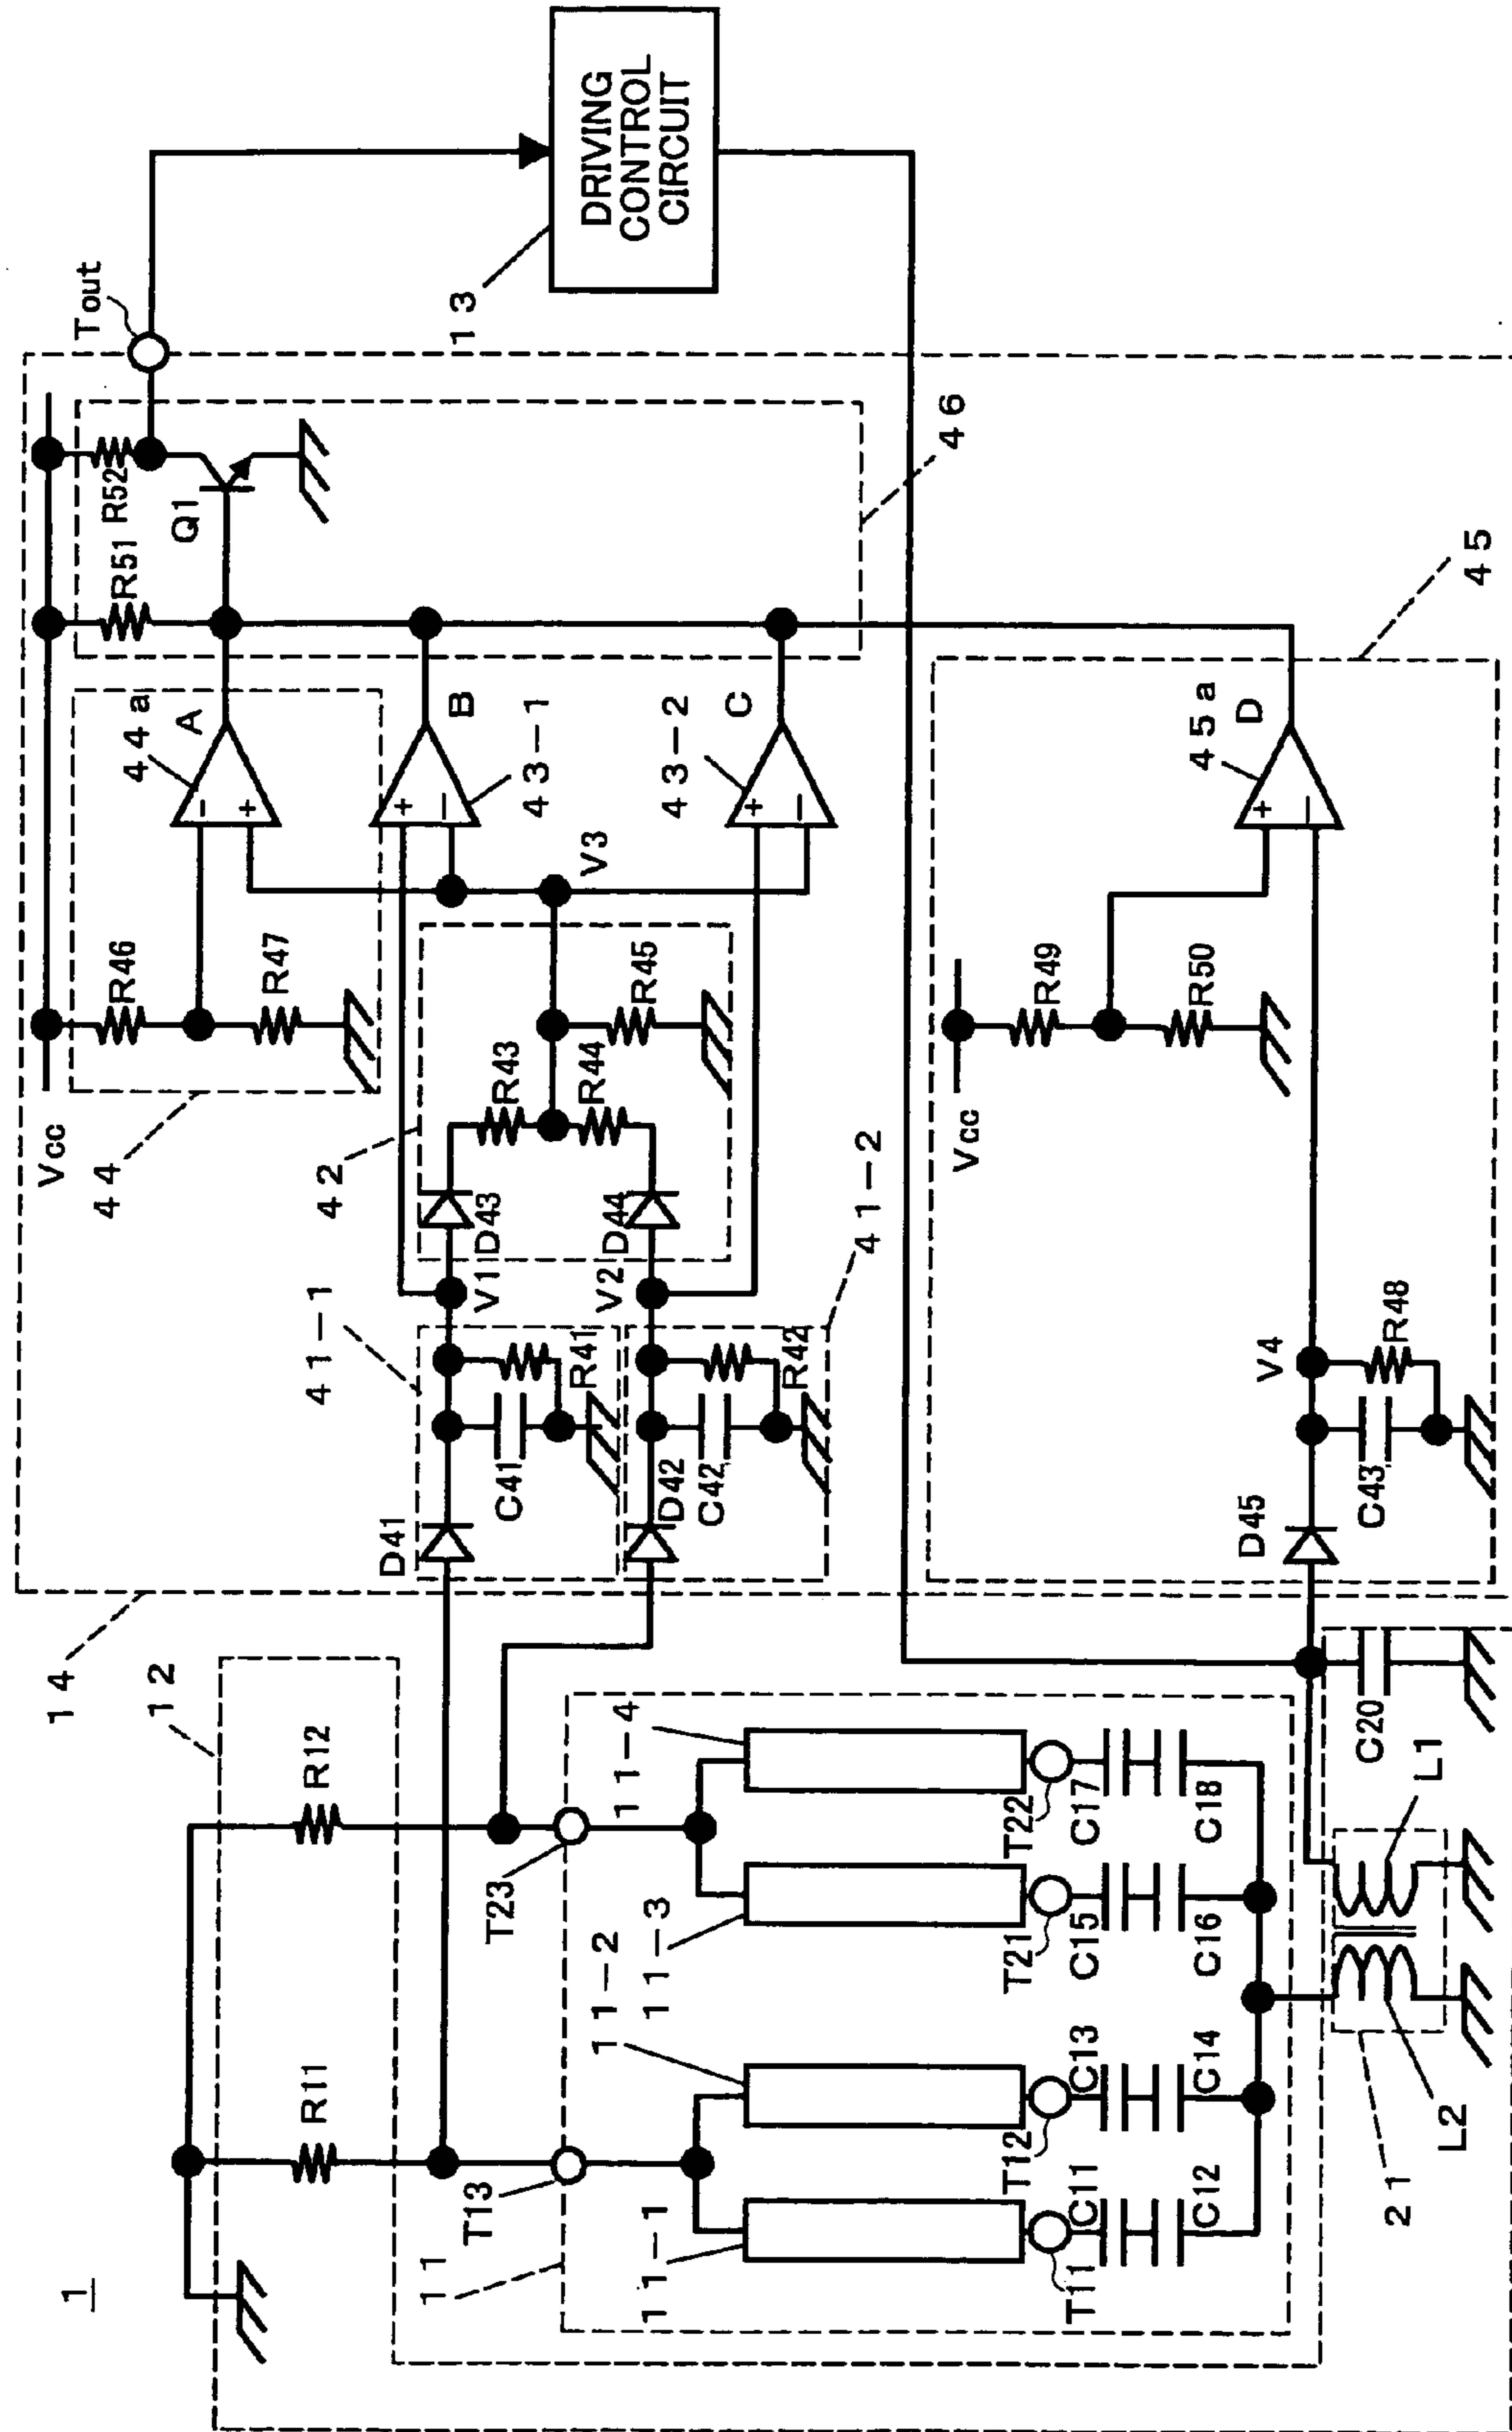 1
14
12
R11
R12
T13
T23
11
11-1
11-2
11-3
11-4
T11
T12
T21
T22
C11
C12
C13
C14
C15
C16
C17
C18
C20
L1
L2
21
D41
D42
41-1
41-2
C41
R41
C42
R42
V1
V2
D43
D44
42
R43
R44
R45
V3
Vcc
44
R46
R47
44a
A
-
+
B
+
-
43-1
C
+
-
43-2
R51
R52
Q1
46
Tout
13
DRIVING
CONTROL
CIRCUIT
D45
C43
R48
V4
Vcc
R49
R50
45a
D
+
-
45